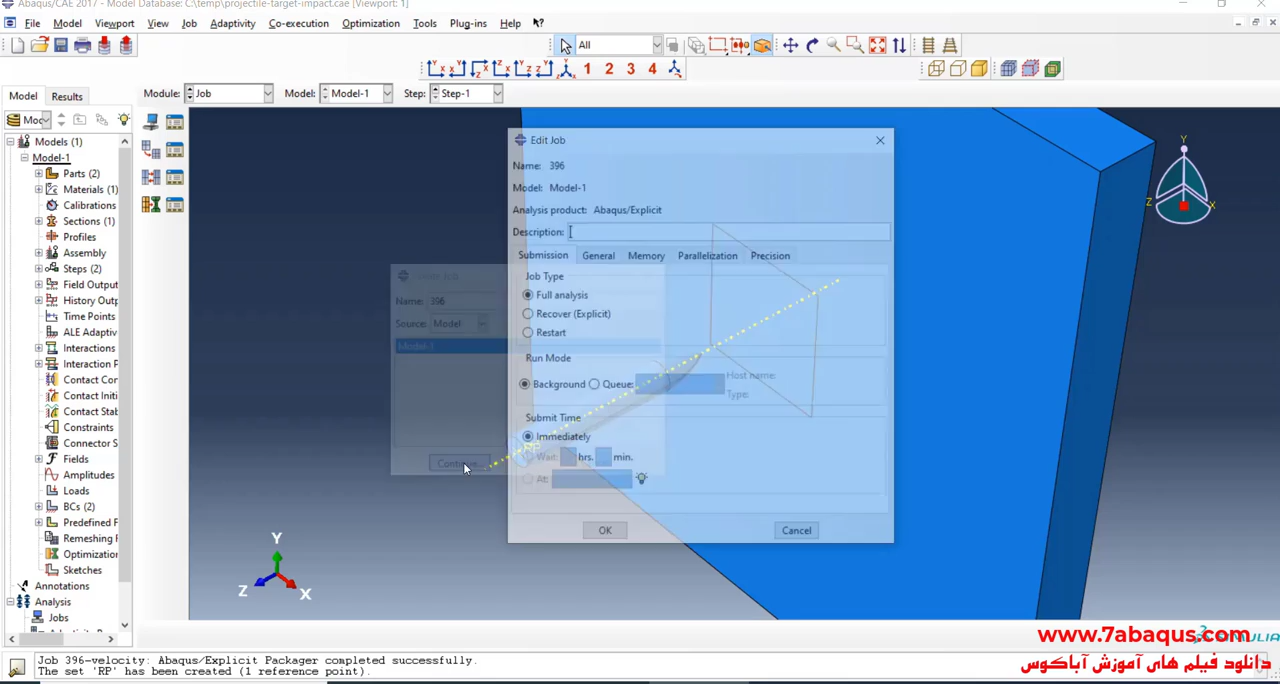 Abaqus/CAE 2017 - Model Database: C:\temp\projectile-target-impact.cae [Viewport: 1]
File Model Viewport View Job Adaptivity Co-execution Optimization Tools Plug-ins Help
All
1 2 3 4
Model Results Module: Job Model: Model-1 Step: Step-1
Models (1)
Model-1
Parts (2)
Materials (1)
Calibrations
Sections (1)
Profiles
Assembly
Steps (2)
Field Output
History Outp
Time Points
ALE Adaptiv
Interactions
Interaction P
Contact Con
Contact Initi
Contact Stab
Constraints
Connector S
Fields
Amplitudes
Loads
BCs (2)
Predefined F
Remeshing
Optimization
Sketches
Annotations
Analysis
Jobs
Name: 396
Source: Model
Model-1
Continue...
Edit Job
Name: 396
Model: Model-1
Analysis product: Abaqus/Explicit
Description:
Submission General Memory Parallelization Precision
Job Type
Full analysis
Recover (Explicit)
Restart
Run Mode
Background Queue: Host name:
Type:
Submit Time
Immediately
Wait: hrs. min.
At:
OK Cancel
Y
Z X
Y
Z X
www.7abaqus.com
دانلود فیلم های آموزش آباکوس
Job 396-velocity: Abaqus/Explicit Packager completed successfully.
The set 'RP' has been created (1 reference point).